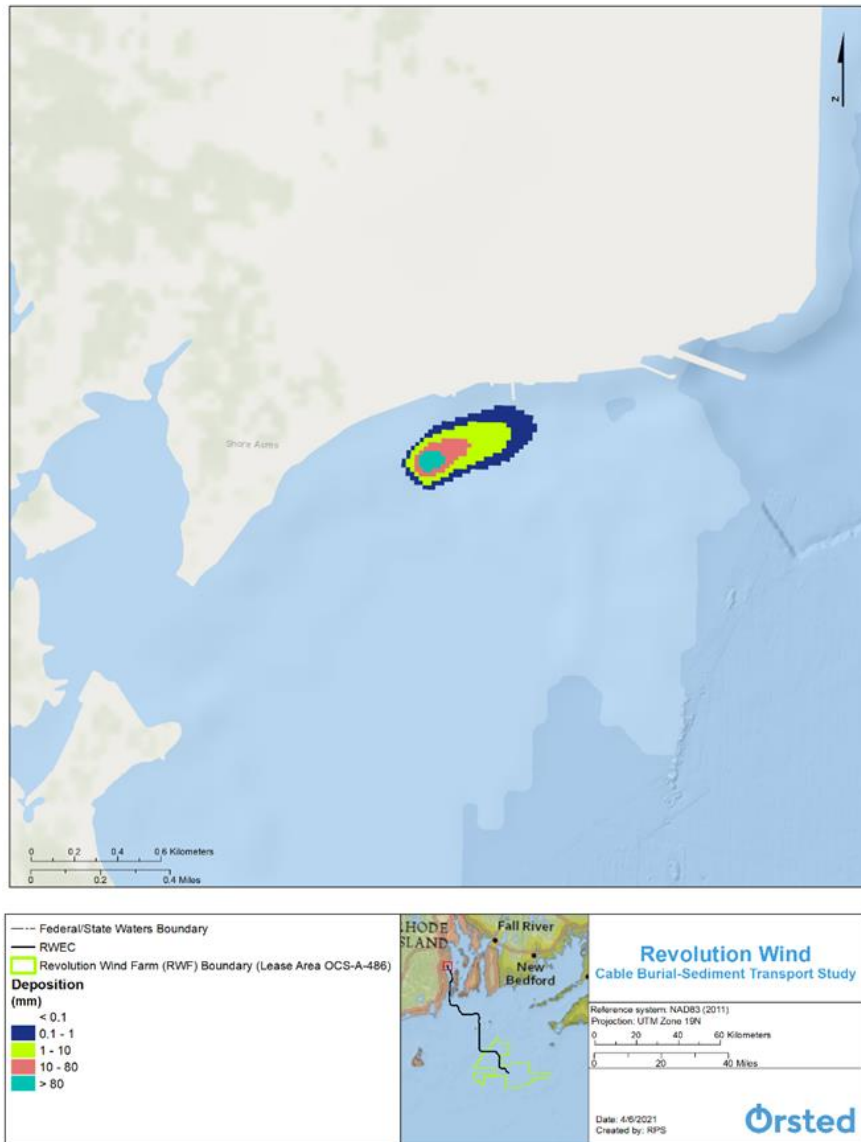 N
Shore Acres
0 0.2 0.4 0.6 Kilometers
0 0.2 0.4 Miles
Federal/State Waters Boundary
RWEC
Revolution Wind Farm (RWF) Boundary (Lease Area OCS-A-486)
Deposition
(mm)
< 0.1
0.1 - 1
1 - 10
10 - 80
> 80
RHODE
ISLAND
Fall River
New
Bedford
Revolution Wind
Cable Burial-Sediment Transport Study
Reference system: NAD83 (2011)
Projection: UTM Zone 19N
0 20 40 60 Kilometers
0 20 40 Miles
Date: 4/6/2021
Created by: RPS
Ørsted